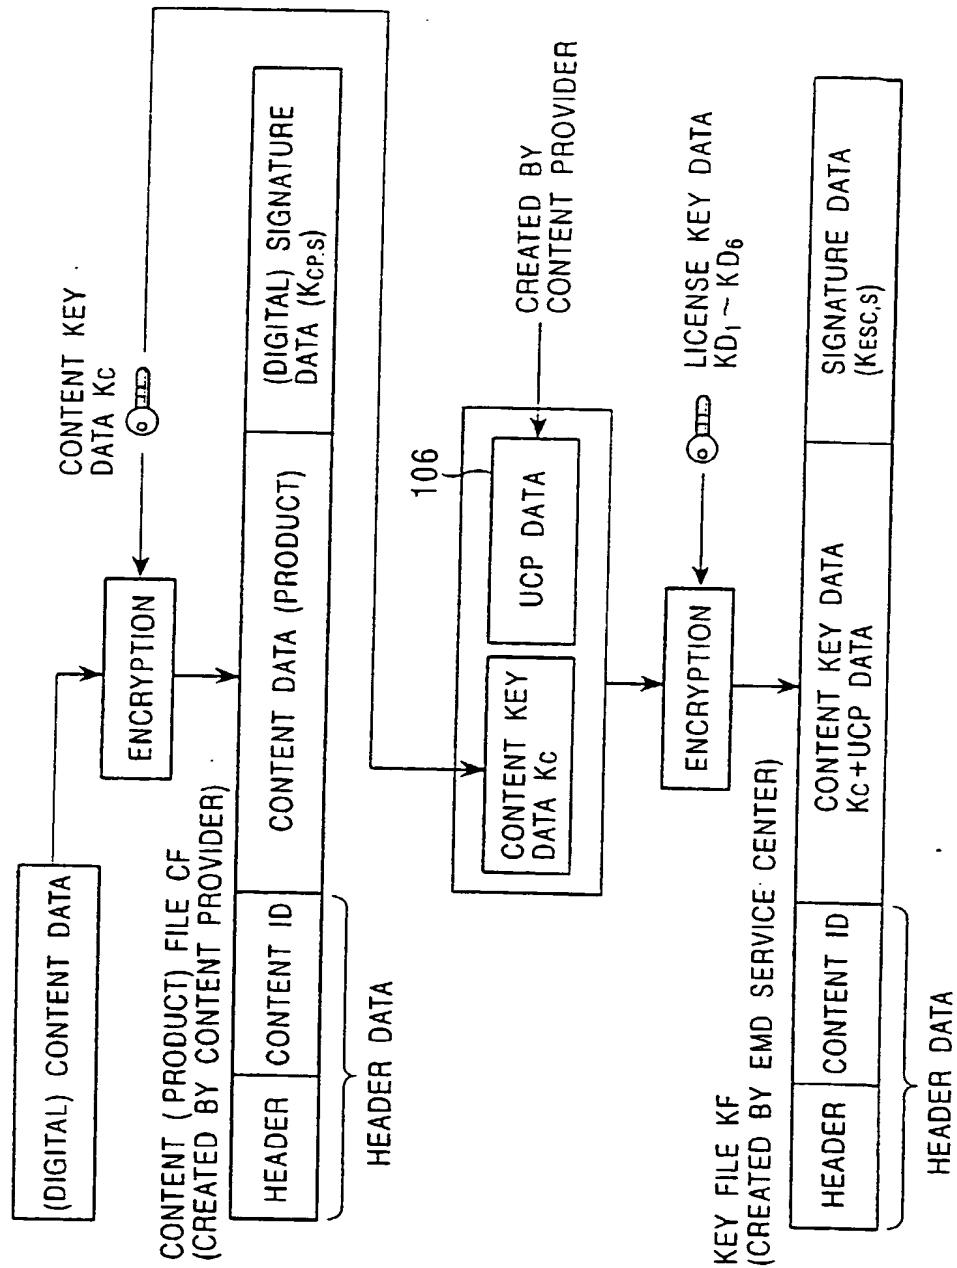 (DIGITAL) CONTENT DATA
ENCRYPTION
CONTENT KEY
DATA Kc
CONTENT (PRODUCT) FILE CF
(CREATED BY CONTENT PROVIDER)
HEADER
CONTENT ID
CONTENT DATA (PRODUCT)
(DIGITAL) SIGNATURE
DATA (KCP.S)
HEADER DATA
106
CONTENT KEY
DATA Kc
UCP DATA
CREATED BY
CONTENT PROVIDER
ENCRYPTION
LICENSE KEY DATA
KD1 ~ KD6
KEY FILE KF
(CREATED BY EMD SERVICE CENTER)
HEADER
CONTENT ID
CONTENT KEY DATA
Kc+UCP DATA
SIGNATURE DATA
(KESC,S)
HEADER DATA